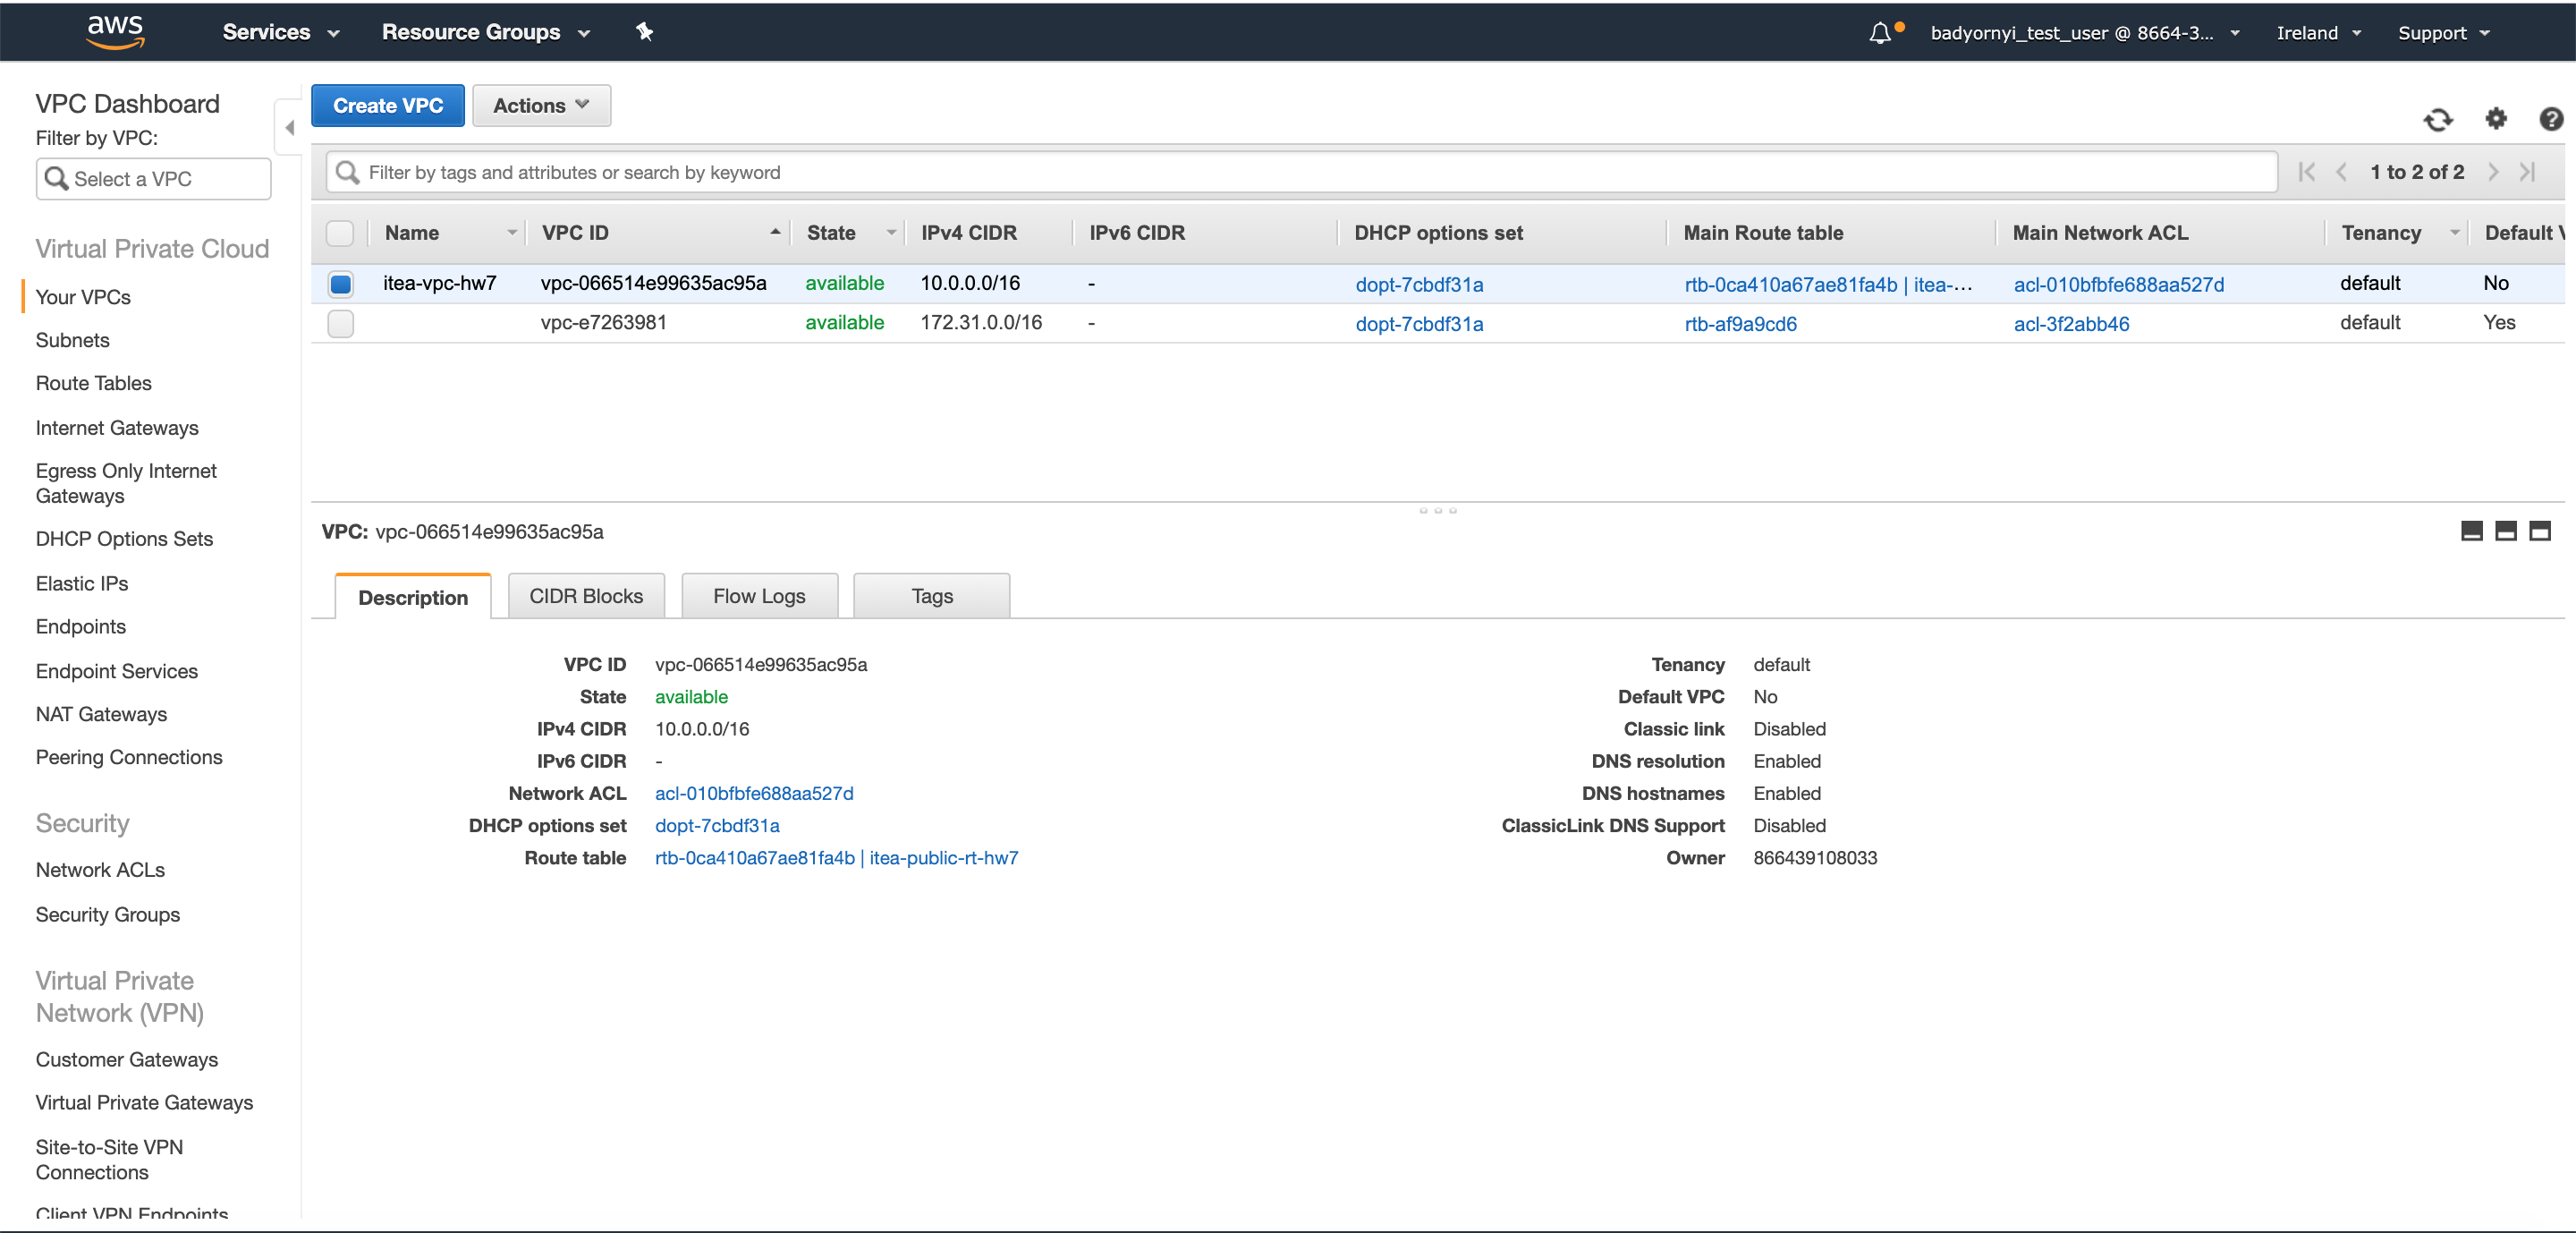 aws Services Resource Groups badyornyi_test_user @ 8664-3... Ireland Support
VPC Dashboard
Filter by VPC:
Select a VPC
Virtual Private Cloud
Your VPCs
Subnets
Route Tables
Internet Gateways
Egress Only Internet
Gateways
DHCP Options Sets
Elastic IPs
Endpoints
Endpoint Services
NAT Gateways
Peering Connections
Security
Network ACLs
Security Groups
Virtual Private
Network (VPN)
Customer Gateways
Virtual Private Gateways
Site-to-Site VPN
Connections
Client VPN Endpoints
Create VPC Actions
Filter by tags and attributes or search by keyword 1 to 2 of 2
Name VPC ID State IPv4 CIDR IPv6 CIDR DHCP options set Main Route table Main Network ACL Tenancy Default V
itea-vpc-hw7 vpc-066514e99635ac95a available 10.0.0.0/16 - dopt-7cbdf31a rtb-0ca410a67ae81fa4b | itea-... acl-010bfbfe688aa527d default No
vpc-e7263981 available 172.31.0.0/16 - dopt-7cbdf31a rtb-af9a9cd6 acl-3f2abb46 default Yes
VPC: vpc-066514e99635ac95a
Description CIDR Blocks Flow Logs Tags
VPC ID vpc-066514e99635ac95a
State available
IPv4 CIDR 10.0.0.0/16
IPv6 CIDR -
Network ACL acl-010bfbfe688aa527d
DHCP options set dopt-7cbdf31a
Route table rtb-0ca410a67ae81fa4b | itea-public-rt-hw7
Tenancy default
Default VPC No
Classic link Disabled
DNS resolution Enabled
DNS hostnames Enabled
ClassicLink DNS Support Disabled
Owner 866439108033